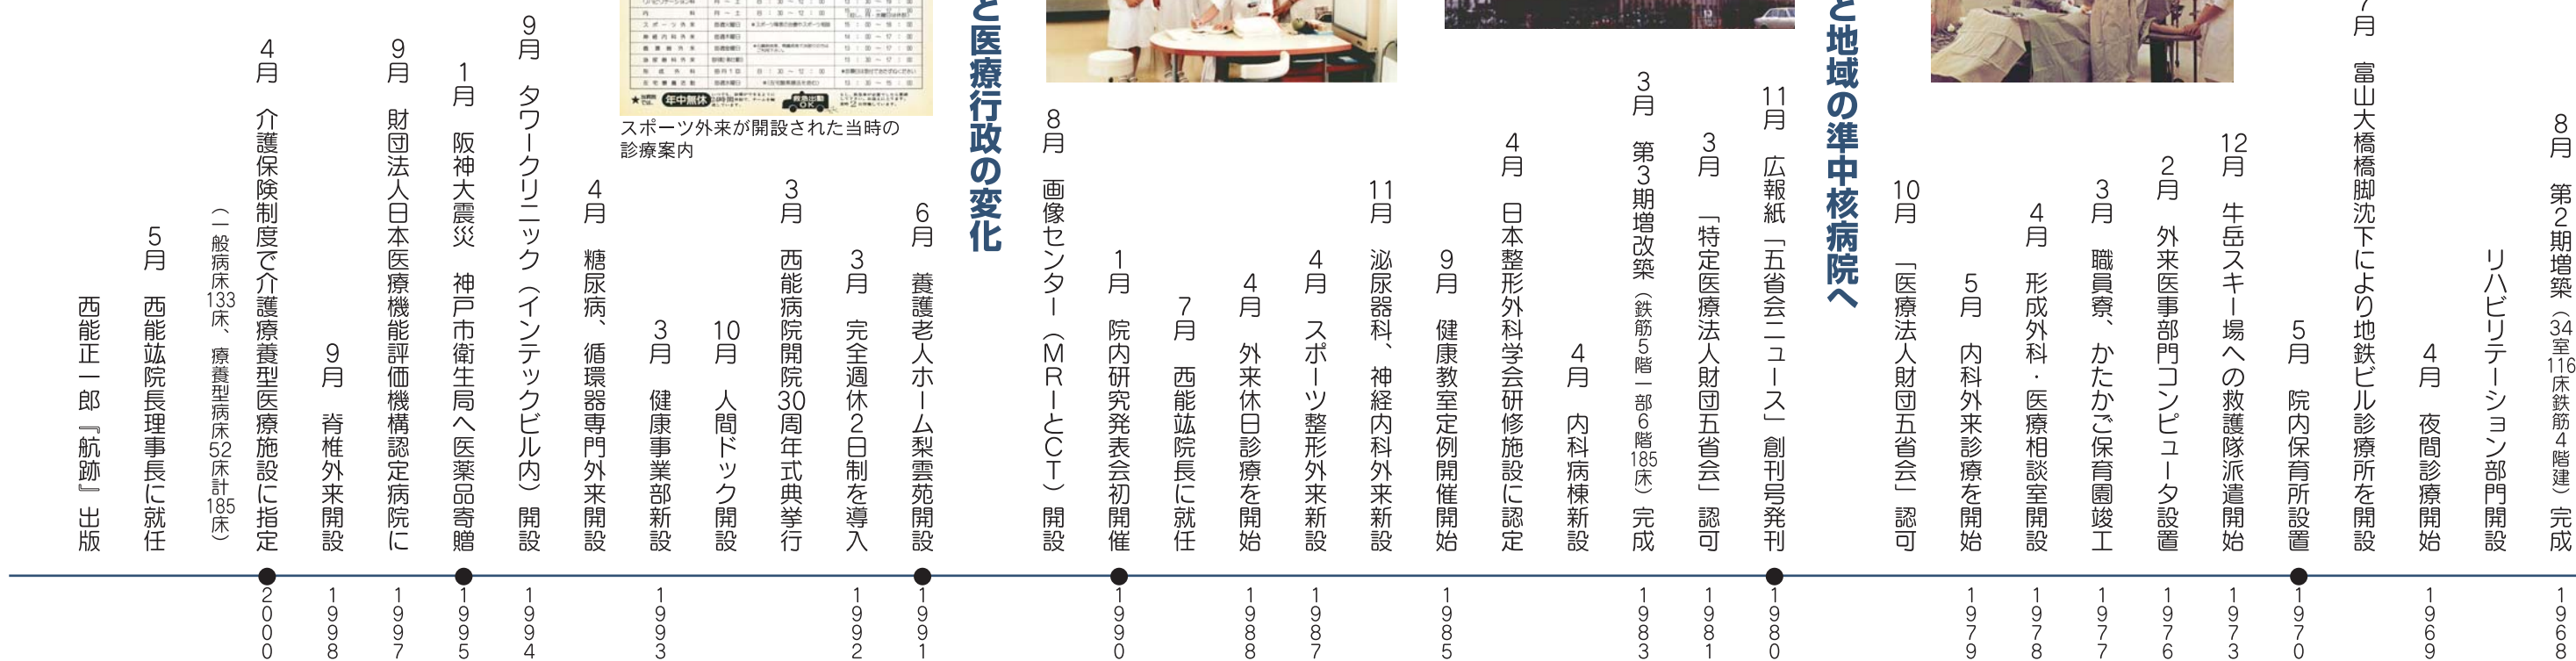 8月　第2期増築（34室116床鉄筋4階建）完成
1968
リハビリテーション部門開設
4月　夜間診療開始
1969
7月　富山大橋橋脚沈下により地鉄ビル診療所を開設
5月　院内保育所設置
1970
12月　牛岳スキー場への救護隊派遣開始
1973
2月　外来医事部門コンピュータ設置
1976
3月　職員寮、かたかご保育園竣工
1977
4月　形成外科・医療相談室開設
1978
5月　内科外来診療を開始
1979
10月　「医療法人財団五省会」認可
と地域の準中核病院へ
11月　広報紙「五省会ニュース」創刊号発刊
1980
3月　「特定医療法人財団五省会」認可
1981
3月　第3期増改築（鉄筋5階一部6階185床）完成
1983
4月　内科病棟新設
4月　日本整形外科学会研修施設に認定
9月　健康教室定例開催開始
1985
11月　泌尿器科、神経内科外来新設
4月　スポーツ整形外来新設
1987
4月　外来休日診療を開始
1988
7月　西能竑院長に就任
1月　院内研究発表会初開催
1990
8月　画像センター（MRIとCT）開設
と医療行政の変化
6月　養護老人ホーム梨雲苑開設
1991
3月　完全週休2日制を導入
1992
3月　西能病院開院30周年式典挙行
10月　人間ドック開設
3月　健康事業部新設
1993
4月　糖尿病、循環器専門外来開設
スポーツ外来が開設された当時の
診療案内
年中無休
9月　タワークリニック（インテックビル内）開設
1994
1月　阪神大震災　神戸市衛生局へ医薬品寄贈
1995
9月　財団法人日本医療機能評価機構認定病院に
1997
9月　脊椎外来開設
1998
4月　介護保険制度で介護療養型医療施設に指定
（一般病床133床、療養型病床52床計185床）
2000
5月　西能竑院長理事長に就任
西能正一郎『航跡』出版